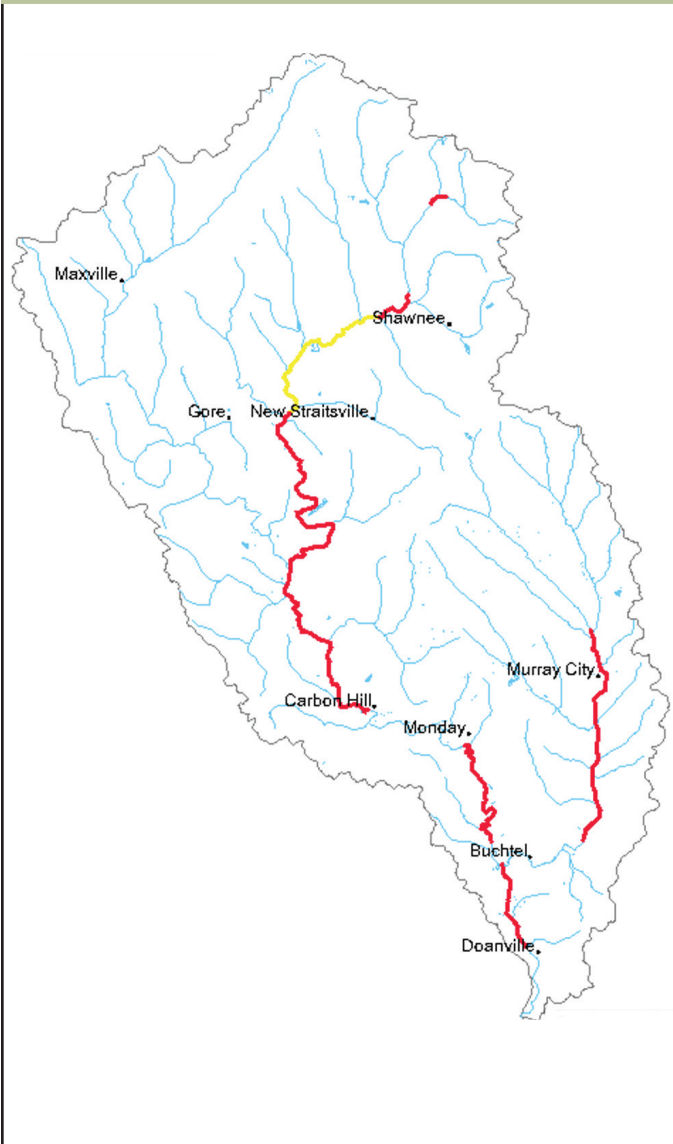 Maxville
Shawnee
Gore
New Straitsville
Murray City
Carbon Hill
Monday
Buchtel
Doanville